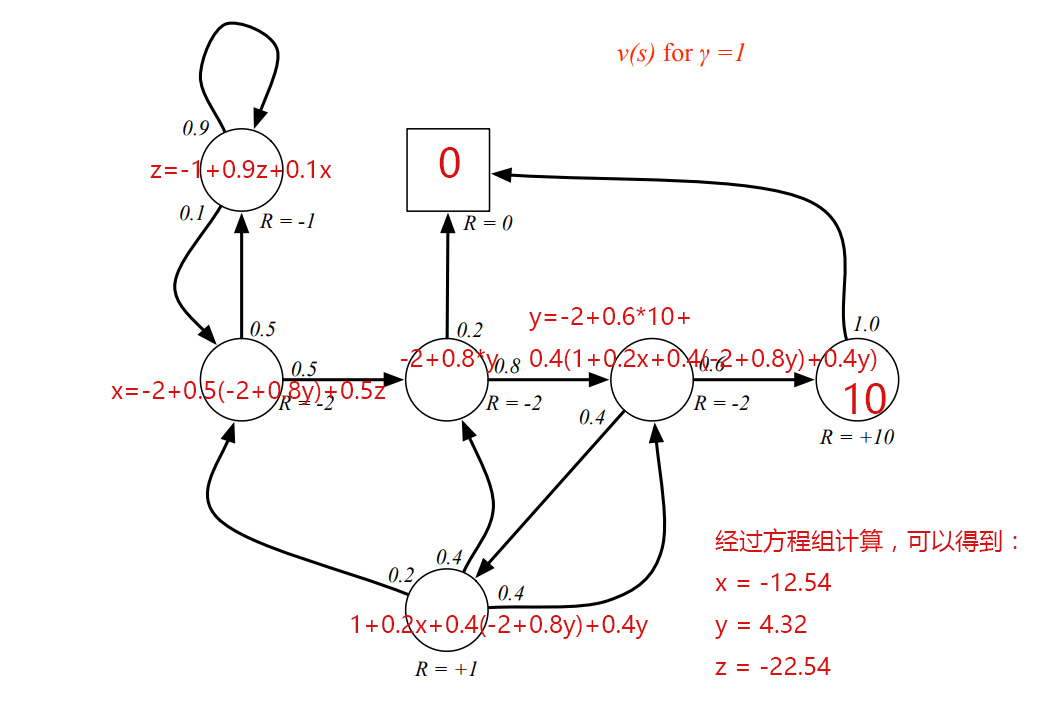 v(s) for γ =1
0.9
z=-1+0.9z+0.1x
0
0.1
R = -1
R = 0
y=-2+0.6*10+
0.5
0.2
1.0
-2+0.8*y
0.4(1+0.2x+0.4(-2+0.8y)+0.4y)
0.5
0.8
0.6
x=-2+0.5(-2+0.8y)+0.5z
10
R = -2
R = -2
R = -2
0.4
R = +10
经过方程组计算，可以得到：
0.4
0.2
x = -12.54
0.4
1+0.2x+0.4(-2+0.8y)+0.4y
y = 4.32
R = +1
z = -22.54